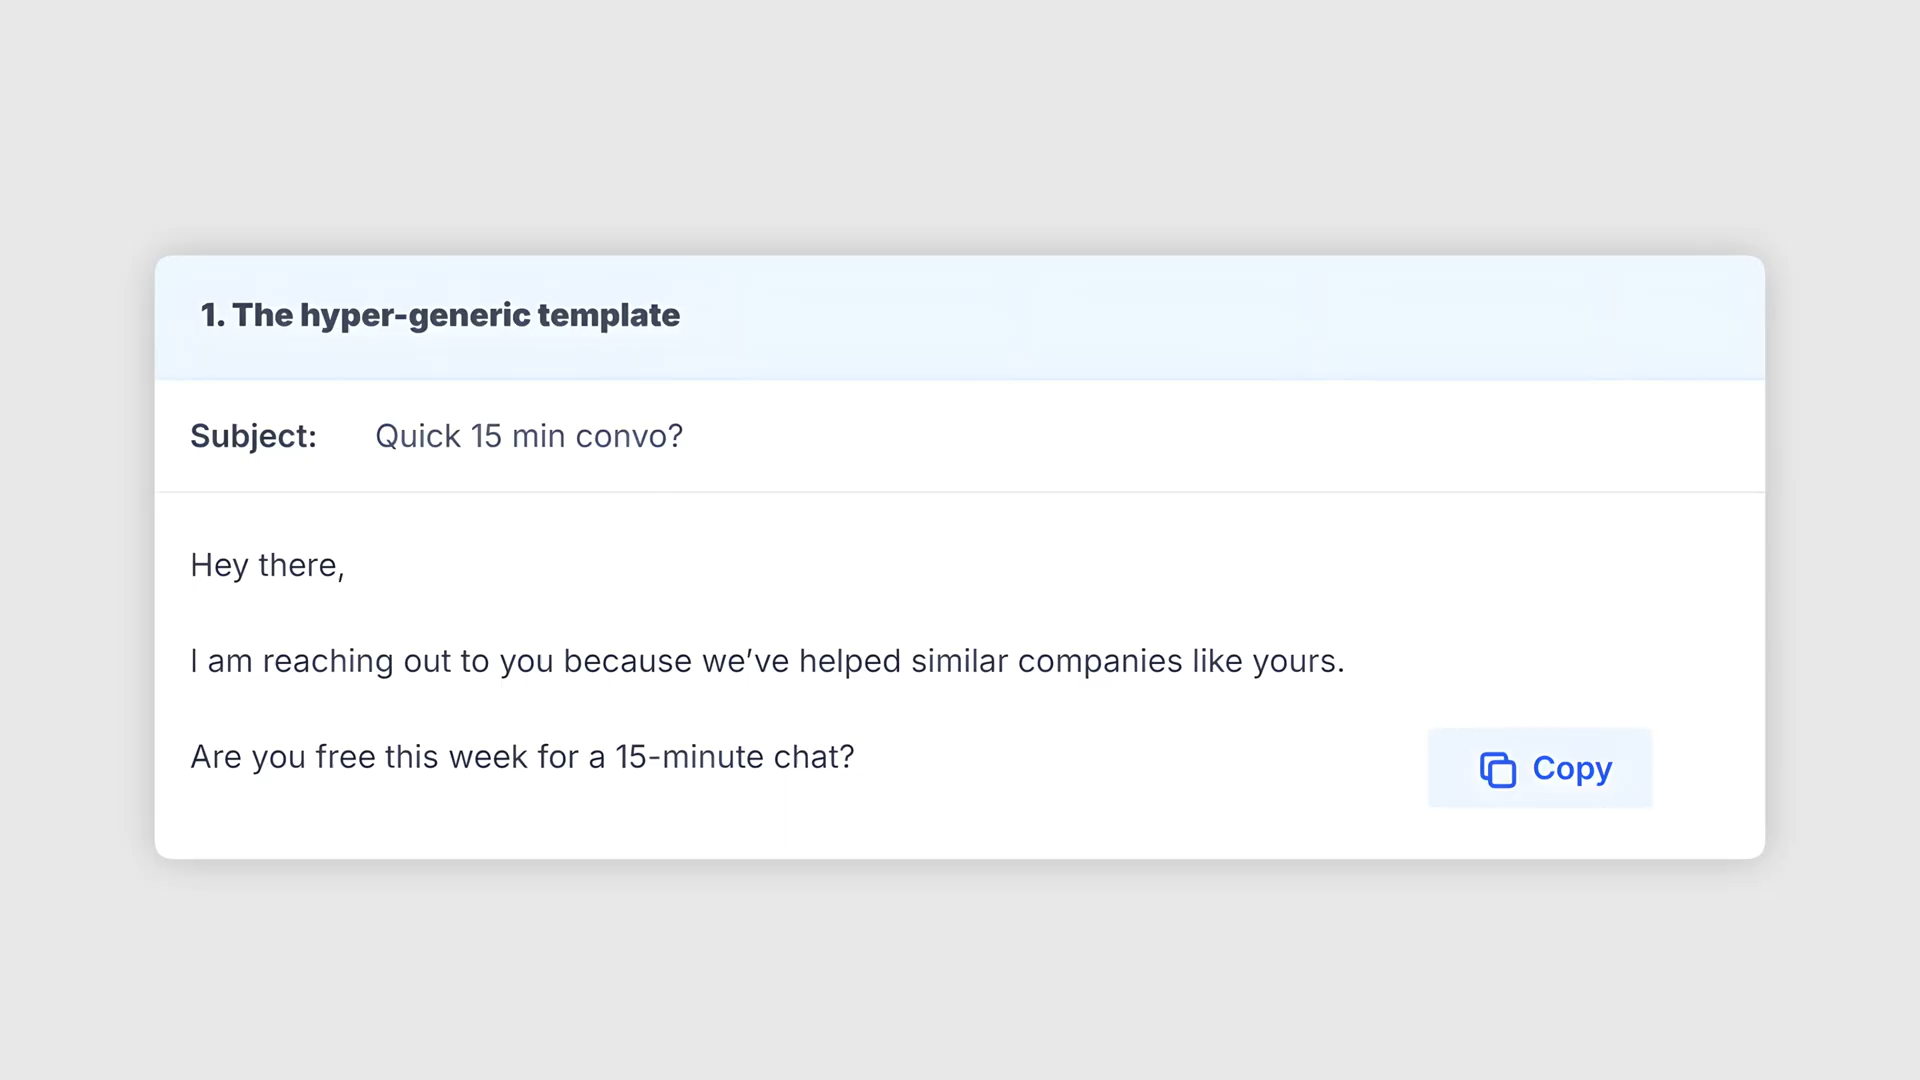 1. The hyper-generic template
Subject: Quick 15 min convo?
Hey there,
I am reaching out to you because we’ve helped similar companies like yours.
Are you free this week for a 15-minute chat?
Copy